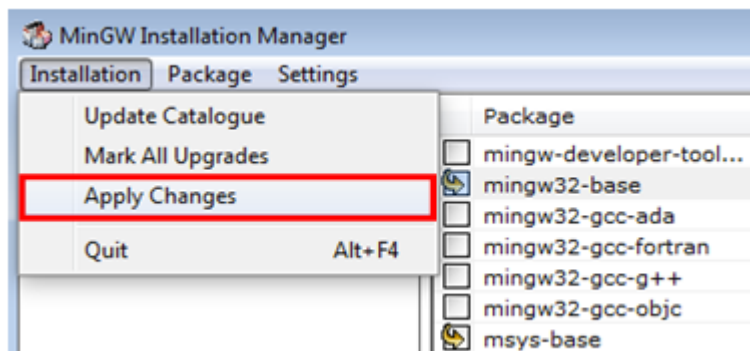 MinGW Installation Manager
Installation Package Settings
Update Catalogue
Mark All Upgrades
Apply Changes
Quit Alt+F4
Package
mingw-developer-tool...
mingw32-base
mingw32-gcc-ada
mingw32-gcc-fortran
mingw32-gcc-g++
mingw32-gcc-objc
msys-base